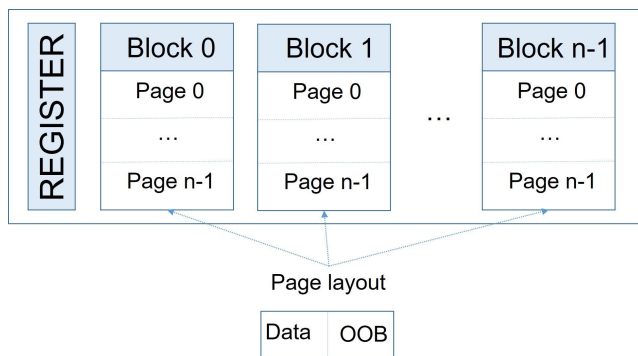 REGISTER
Block 0
Page 0
...
Page n-1
Block 1
Page 0
...
Page n-1
...
Block n-1
Page 0
...
Page n-1
Page layout
Data OOB